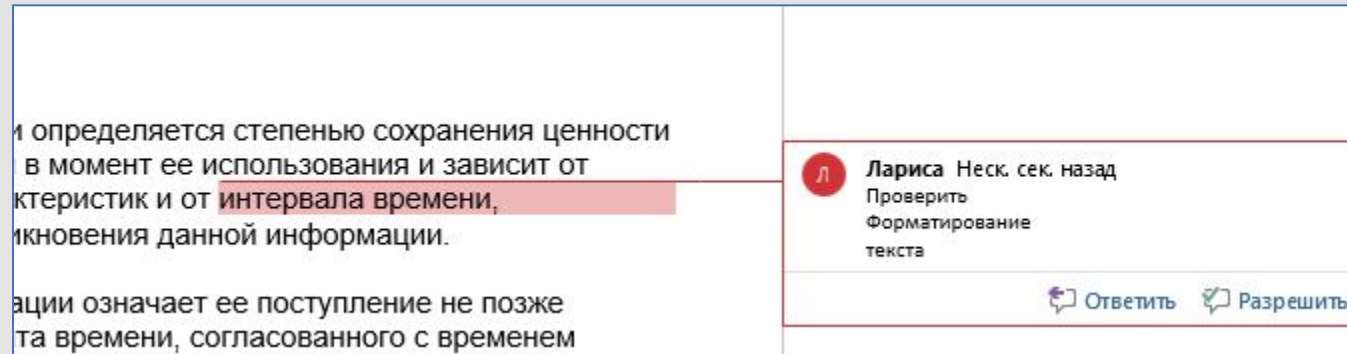 и определяется степенью сохранения ценности
в момент ее использования и зависит от
ктеристик и от интервала времени,
икновения данной информации.
ации означает ее поступление не позже
та времени, согласованного с временем
Л
Лариса Неск. сек. назад
Проверить
Форматирование
текста
Ответить Разрешить